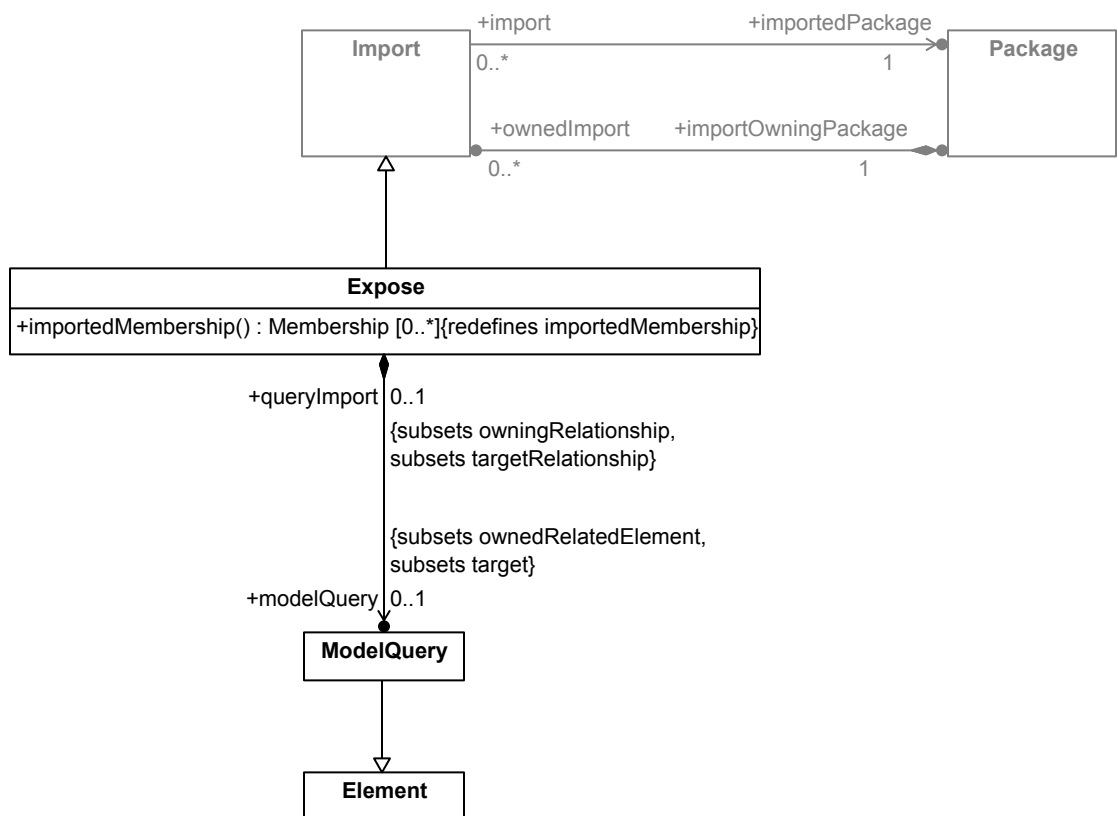 +import
+importedPackage
Import
Package
0..*
1
+ownedImport
+importOwningPackage
0..*
1
Expose
+importedMembership() : Membership [0..*]{redefines importedMembership}
+queryImport
0..1
{subsets owningRelationship,
subsets targetRelationship}
{subsets ownedRelatedElement,
subsets target}
+modelQuery
0..1
ModelQuery
Element